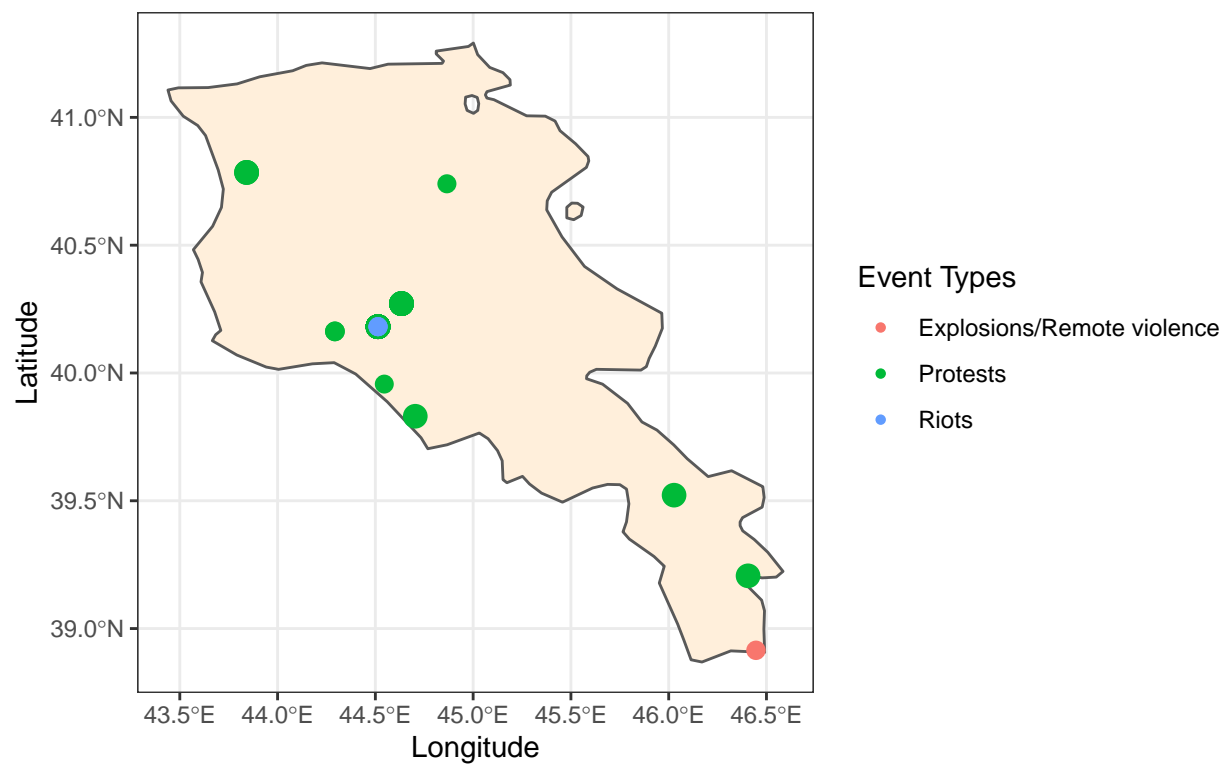 41.0°N
40.5°N
40.0°N
39.5°N
39.0°N
Latitude
43.5°E
44.0°E
44.5°E
45.0°E
45.5°E
46.0°E
46.5°E
Longitude
Event Types
Explosions/Remote violence
Protests
Riots